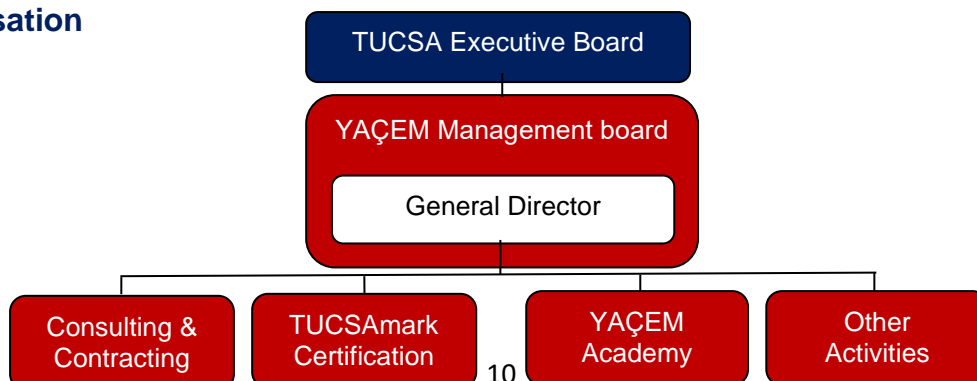 sation
TUCSA Executive Board
YAÇEM Management board
General Director
Consulting &
Contracting
TUCSAmark
Certification
YAÇEM
Academy
Other
Activities
10